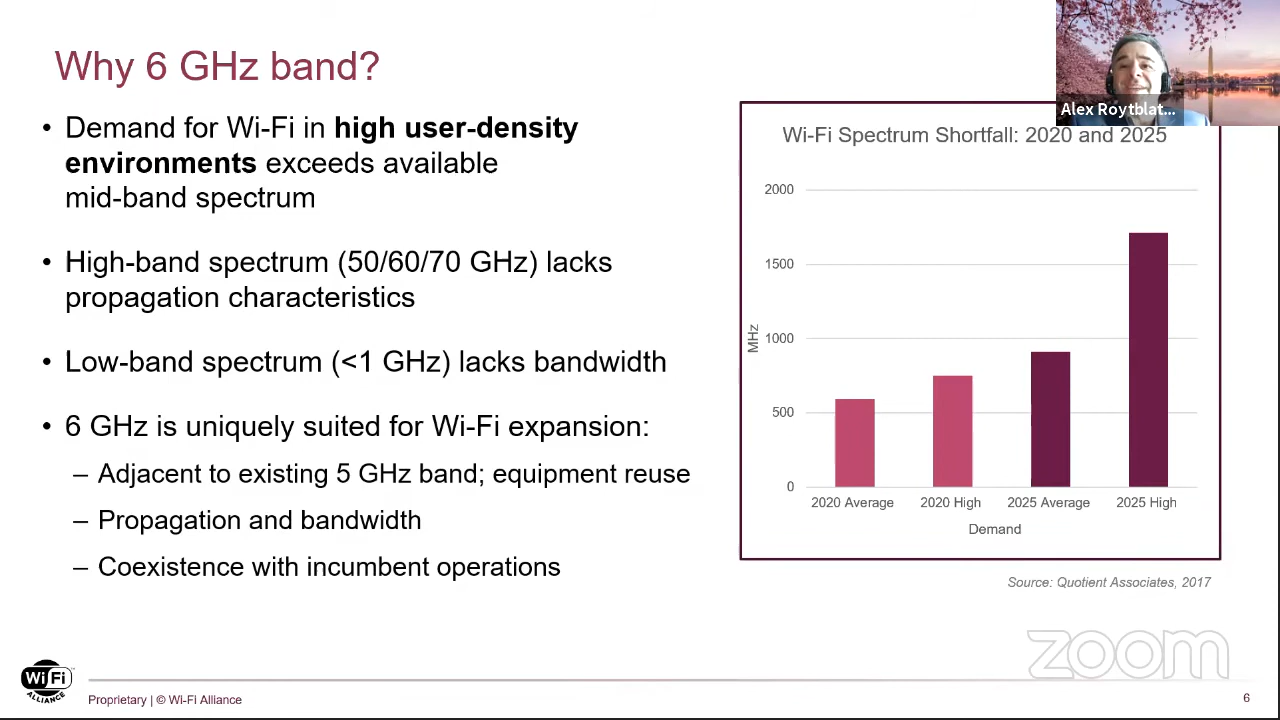 Why 6 GHz band?
• Demand for Wi-Fi in high user-density
environments exceeds available
mid-band spectrum
• High-band spectrum (50/60/70 GHz) lacks
propagation characteristics
• Low-band spectrum (<1 GHz) lacks bandwidth
• 6 GHz is uniquely suited for Wi-Fi expansion:
– Adjacent to existing 5 GHz band; equipment reuse
– Propagation and bandwidth
– Coexistence with incumbent operations
Alex Roytblat...
Wi-Fi Spectrum Shortfall: 2020 and 2025
2000
1500
1000
500
0
MHz
2020 Average 2020 High 2025 Average 2025 High
Demand
Source: Quotient Associates, 2017
zoom
Wi Fi
ALLIANCE
Proprietary | © Wi-Fi Alliance
6